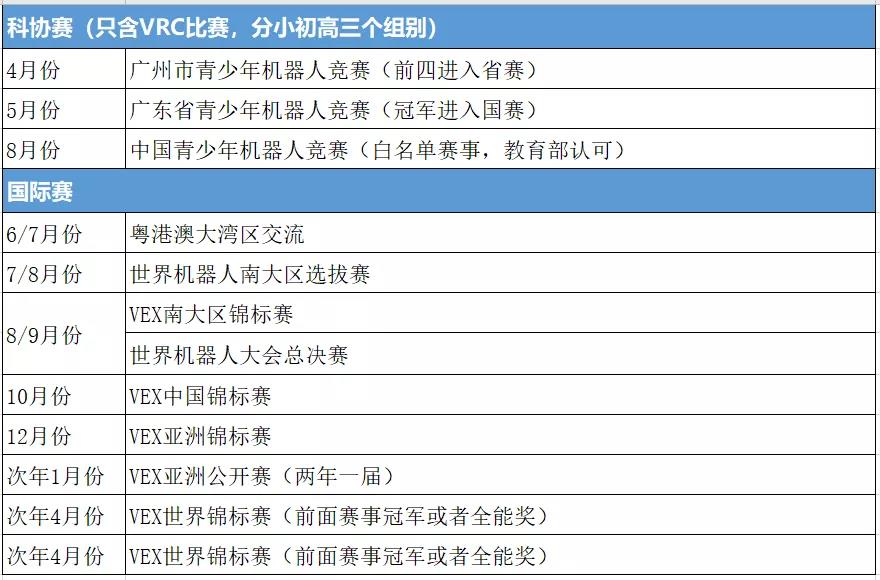 科协赛（只含VRC比赛，分小初高三个组别）
4月份 广州市青少年机器人竞赛（前四进入省赛）
5月份 广东省青少年机器人竞赛（冠军进入国赛）
8月份 中国青少年机器人竞赛（白名单赛事，教育部认可）
国际赛
6/7月份 粤港澳大湾区交流
7/8月份 世界机器人南大区选拔赛
8/9月份 VEX南大区锦标赛
世界机器人大会总决赛
10月份 VEX中国锦标赛
12月份 VEX亚洲锦标赛
次年1月份 VEX亚洲公开赛（两年一届）
次年4月份 VEX世界锦标赛（前面赛事冠军或者全能奖）
次年4月份 VEX世界锦标赛（前面赛事冠军或者全能奖）